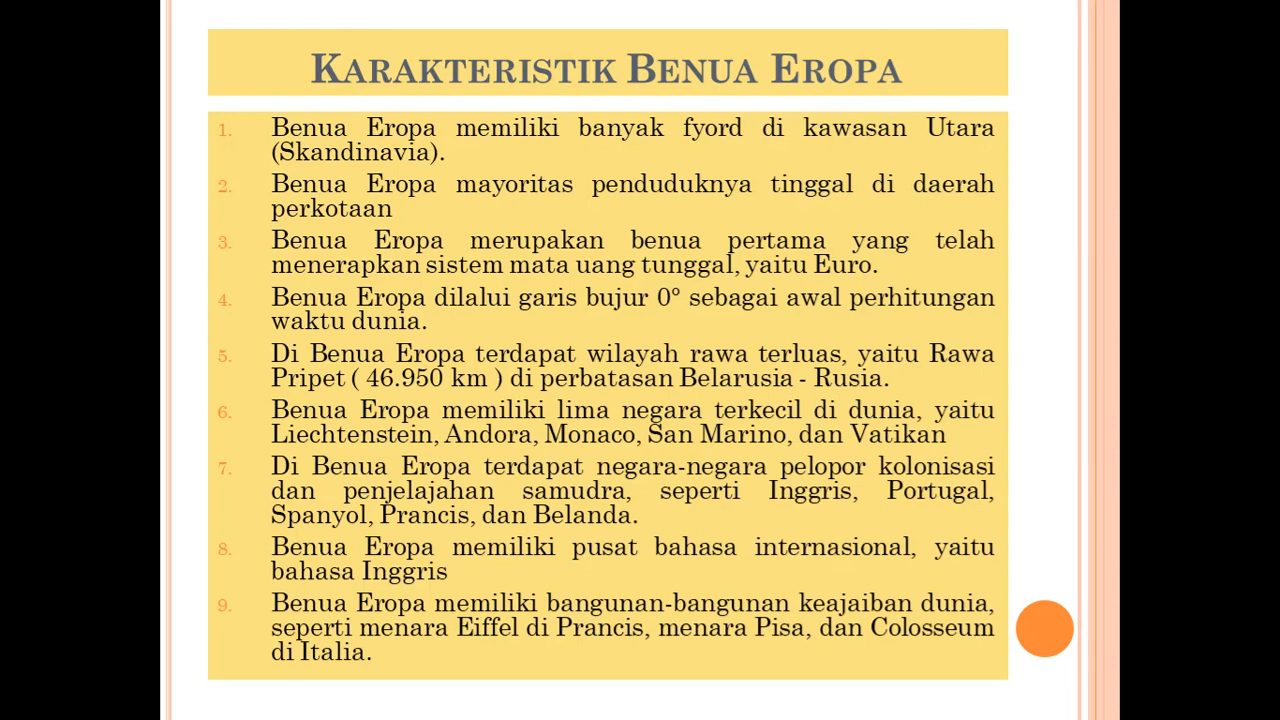 KARAKTERISTIK BENUA EROPA
1. Benua Eropa memiliki banyak fyord di kawasan Utara
(Skandinavia).
2. Benua Eropa mayoritas penduduknya tinggal di daerah
perkotaan
3. Benua Eropa merupakan benua pertama yang telah
menerapkan sistem mata uang tunggal, yaitu Euro.
4. Benua Eropa dilalui garis bujur 0° sebagai awal perhitungan
waktu dunia.
5. Di Benua Eropa terdapat wilayah rawa terluas, yaitu Rawa
Pripet ( 46.950 km ) di perbatasan Belarusia - Rusia.
6. Benua Eropa memiliki lima negara terkecil di dunia, yaitu
Liechtenstein, Andora, Monaco, San Marino, dan Vatikan
7. Di Benua Eropa terdapat negara-negara pelopor kolonisasi
dan penjelajahan samudra, seperti Inggris, Portugal,
Spanyol, Prancis, dan Belanda.
8. Benua Eropa memiliki pusat bahasa internasional, yaitu
bahasa Inggris
9. Benua Eropa memiliki bangunan-bangunan keajaiban dunia,
seperti menara Eiffel di Prancis, menara Pisa, dan Colosseum
di Italia.